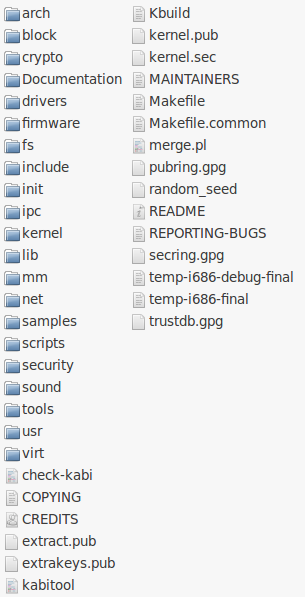 arch
block
crypto
Documentation
drivers
firmware
fs
include
init
ipc
kernel
lib
mm
net
samples
scripts
security
sound
tools
usr
virt
check-kabi
COPYING
CREDITS
extract.pub
extrakeys.pub
kabitool
Kbuild
kernel.pub
kernel.sec
MAINTAINERS
Makefile
Makefile.common
merge.pl
pubring.gpg
random_seed
README
REPORTING-BUGS
secring.gpg
temp-i686-debug-final
temp-i686-final
trustdb.gpg